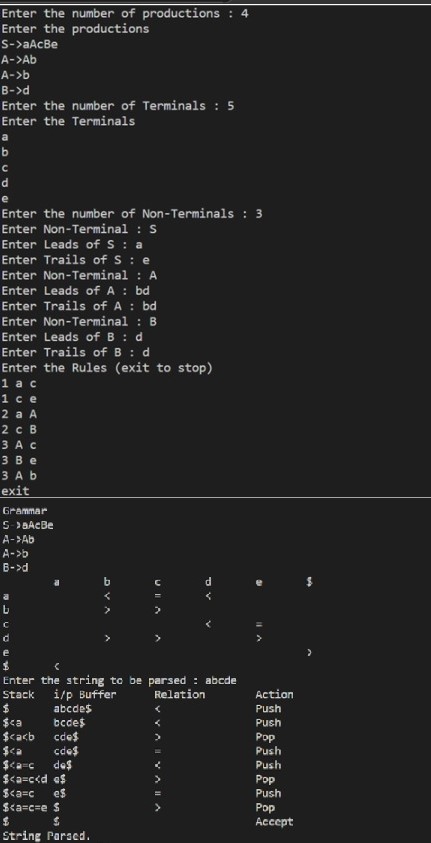 Enter the number of productions : 4
Enter the productions
S->aAcBe
A->Ab
A->b
B->d
Enter the number of Terminals : 5
Enter the Terminals
a
b
c
d
e
Enter the number of Non-Terminals : 3
Enter Non-Terminal : S
Enter Leads of S : a
Enter Trails of S : e
Enter Non-Terminal : A
Enter Leads of A : bd
Enter Trails of A : bd
Enter Non-Terminal : B
Enter Leads of B : d
Enter Trails of B : d
Enter the Rules (exit to stop)
1 a c
1 c e
2 a A
2 c B
3 A c
3 B e
3 A b
exit
Grammar
S->aAcBe
A->Ab
A->b
B->d
a b c d e $
a < = <
b > >
c < =
d > > >
e >
$ <
Enter the string to be parsed : abcde
Stack i/p Buffer Relation Action
$ abcde$ < Push
$<a bcde$ < Push
$<a<b cde$ > Pop
$<a cde$ = Push
$<a=c de$ < Push
$<a=c<d e$ > Pop
$<a=c e$ = Push
$<a=c=e $ > Pop
$ $ Accept
String Parsed.